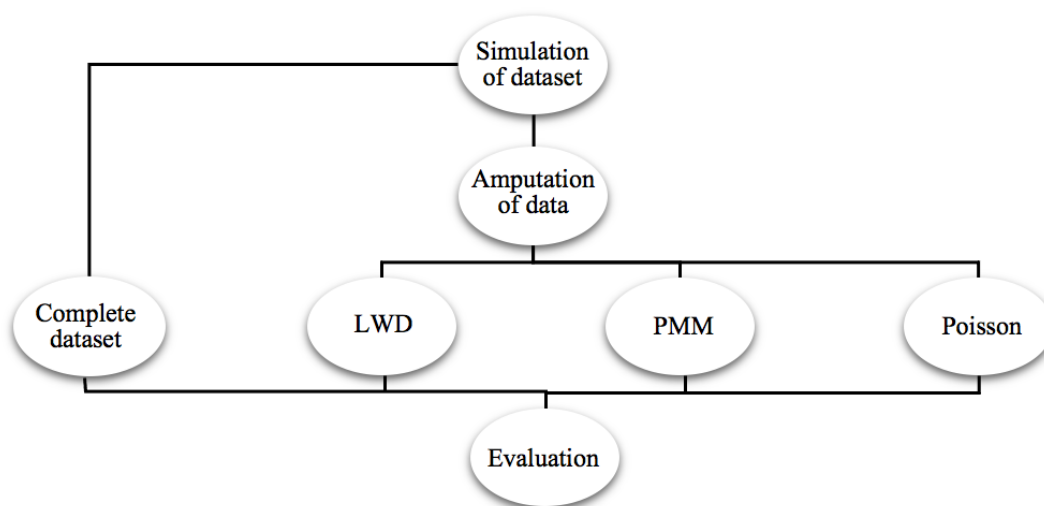 Simulation
of dataset
Amputation
of data
Complete
dataset
LWD
PMM
Poisson
Evaluation